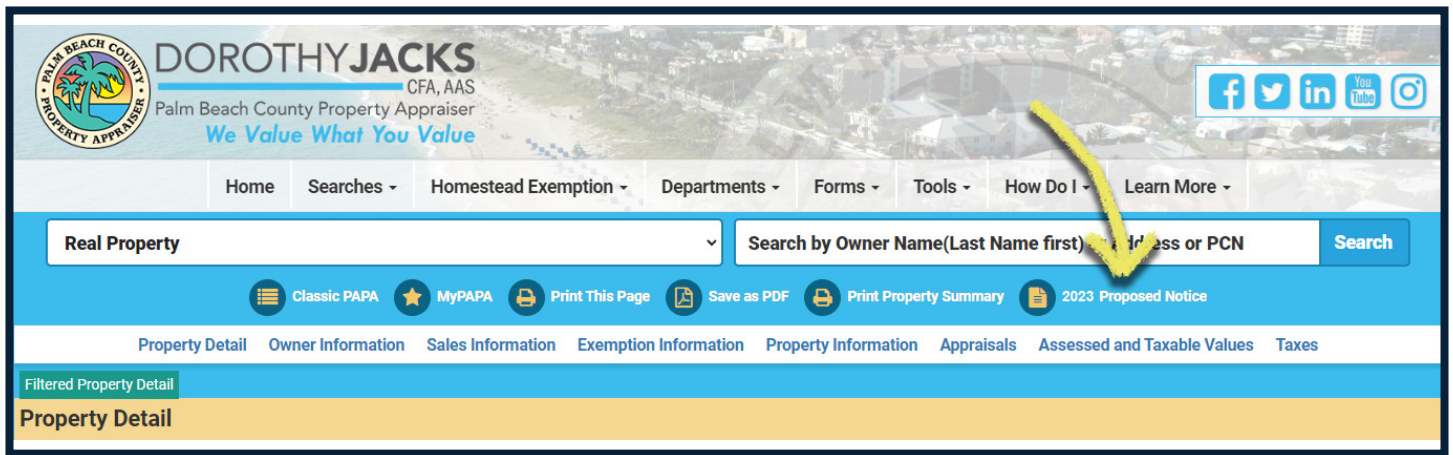 PALM BEACH COUNTY
PROPERTY APPRAISER
DOROTHYJACKS
CFA, AAS
Palm Beach County Property Appraiser
We Value What You Value
You
Tube
Home Searches Homestead Exemption Departments Forms Tools How Do I Learn More
Real Property Search by Owner Name(Last Name first) address or PCN Search
Classic PAPA MyPAPA Print This Page Save as PDF Print Property Summary 2023 Proposed Notice
Property Detail Owner Information Sales Information Exemption Information Property Information Appraisals Assessed and Taxable Values Taxes
Filtered Property Detail
Property Detail